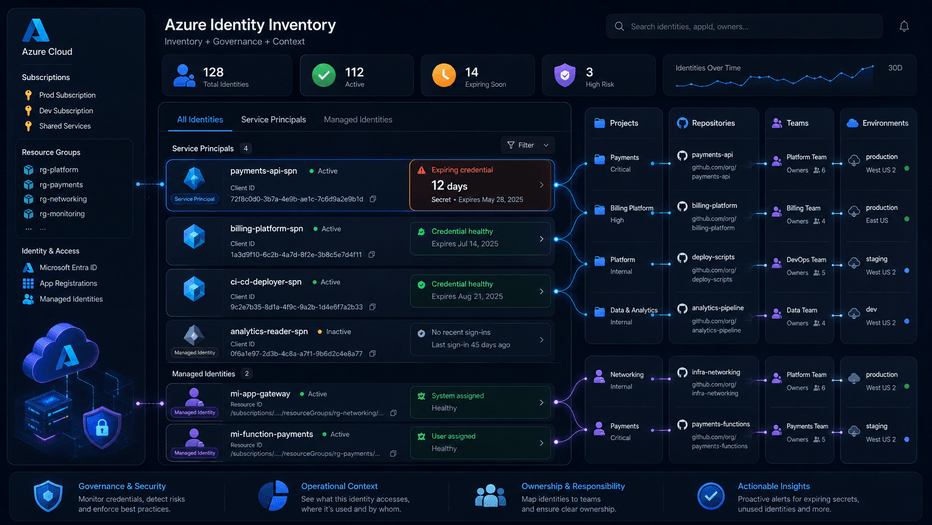 Azure Cloud
Subscriptions
Prod Subscription
Dev Subscription
Shared Services
Resource Groups
rg-platform
rg-payments
rg-networking
rg-monitoring
... ...
Identity & Access
Microsoft Entra ID
App Registrations
Managed Identities
Azure Identity Inventory
Inventory + Governance + Context
Search identities, appId, owners...
128
Total Identities
112
Active
14
Expiring Soon
3
High Risk
Identities Over Time
30D
All Identities
Service Principals
Managed Identities
Service Principals 4
Filter
payments-api-spn
Active
Service Principal
Client ID
72f8c0d0-3b7a-4e9b-ae1c-7c6d9a2e9b1d
Expiring credential
12 days
Secret • Expires May 28, 2025
billing-platform-spn
Active
Client ID
1a3d9f10-6c2b-4a7d-8f2e-3b8c5e7d4f11
Credential healthy
Expires Jul 14, 2025
ci-cd-deployer-spn
Active
Client ID
9c2e7b35-8d1a-4f9c-9a2b-1d4e6f7a2b33
Credential healthy
Expires Aug 21, 2025
analytics-reader-spn
Inactive
Managed Identity
Client ID
0f6a1e97-2d3b-4c8a-a7f1-9b6d2c4e8a77
No recent sign-ins
Last sign-in 45 days ago
Managed Identities 2
mi-app-gateway
Active
Managed Identity
Resource ID
/subscriptions/..../resourceGroups/rg-networking/...
System assigned
Healthy
mi-function-payments
Active
Managed Identity
Resource ID
/subscriptions/..../resourceGroups/rg-payments/...
User assigned
Healthy
Projects
Repositories
Teams
Environments
Payments
Critical
payments-api
github.com/org/
payments-api
Platform Team
Owners 6
production
West US 2
Billing Platform
High
billing-platform
github.com/org/
billing-platform
Billing Team
Owners 4
production
East US
Platform
Internal
deploy-scripts
github.com/org/
deploy-scripts
DevOps Team
Owners 5
staging
West US 2
Data & Analytics
Internal
analytics-pipeline
github.com/org/
analytics-pipeline
Data Team
Owners 4
dev
West US 2
Networking
Internal
infra-networking
github.com/org/
infra-networking
Platform Team
Owners 6
production
West US 2
Payments
Critical
payments-functions
github.com/org/
payments-functions
Payments Team
Owners 5
staging
West US 2
Governance & Security
Monitor credentials, detect risks
and enforce best practices.
Operational Context
See what this identity accesses,
where it's used and by whom.
Ownership & Responsibility
Map identities to teams
and ensure clear ownership.
Actionable Insights
Proactive alerts for expiring secrets,
unused identities and more.